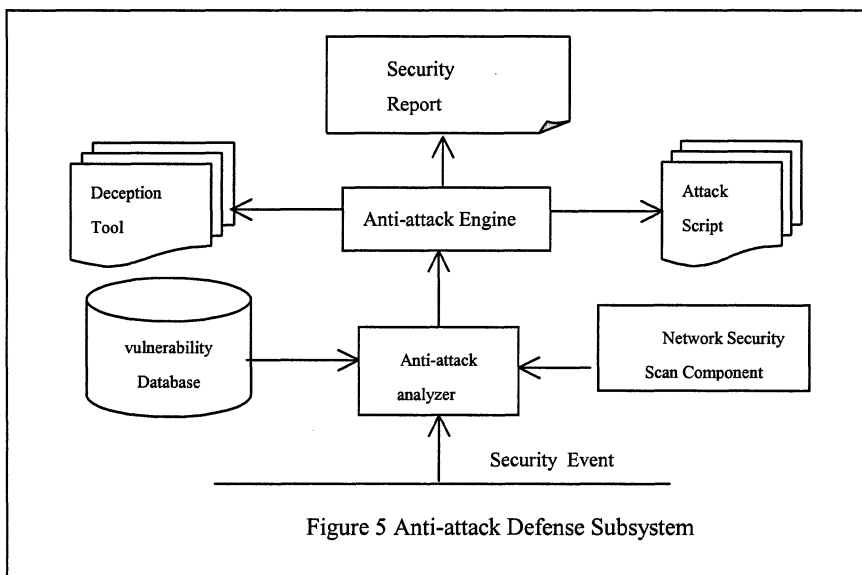 Security
Report
Deception
Tool
Anti-attack Engine
Attack
Script
vulnerability
Database
Anti-attack
analyzer
Network Security
Scan Component
Security Event
Figure 5 Anti-attack Defense Subsystem